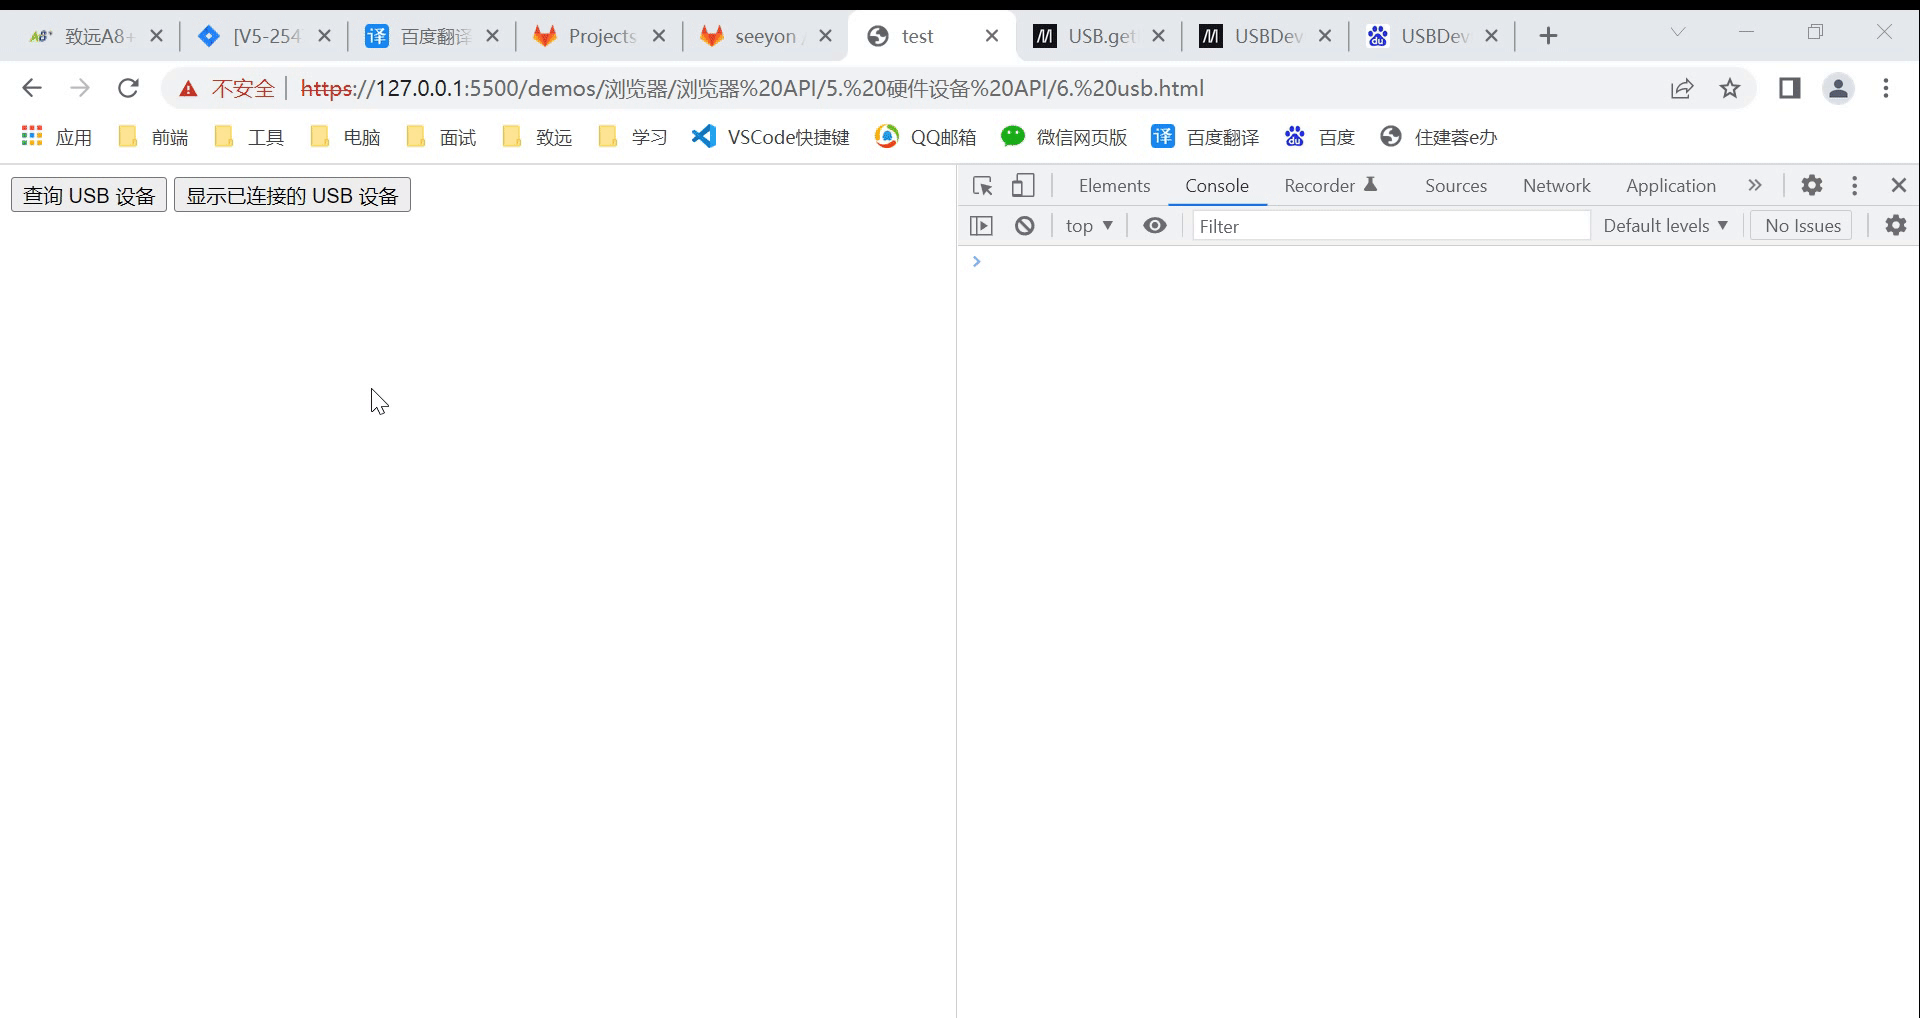 致远A8+ [V5-254 百度翻译 Projects seeyon / test USB.get USBDev USBDev
不安全 https://127.0.0.1:5500/demos/浏览器/浏览器%20API/5.%20硬件设备%20API/6.%20usb.html
应用 前端 工具 电脑 面试 致远 学习 VSCode快捷键 QQ邮箱 微信网页版 译 百度翻译 百度 住建蓉e办
查询 USB 设备 显示已连接的 USB 设备
Elements Console Recorder Sources Network Application
top Filter Default levels No Issues